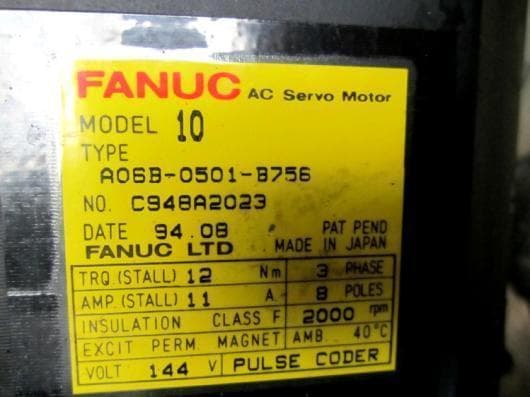 FANUC AC Servo Motor
MODEL 10
TYPE
A06B-0501-B756
NO. C948A2023
DATE 94.08 PAT PEND
FANUC LTD MADE IN JAPAN
TRQ.(STALL) 12 Nm 3 PHASE
AMP.(STALL) 11 A. 8 POLES
INSULATION CLASS F 2000 rpm
EXCIT PERM MAGNET AMB. 40°C
VOLT 144 V PULSE CODER